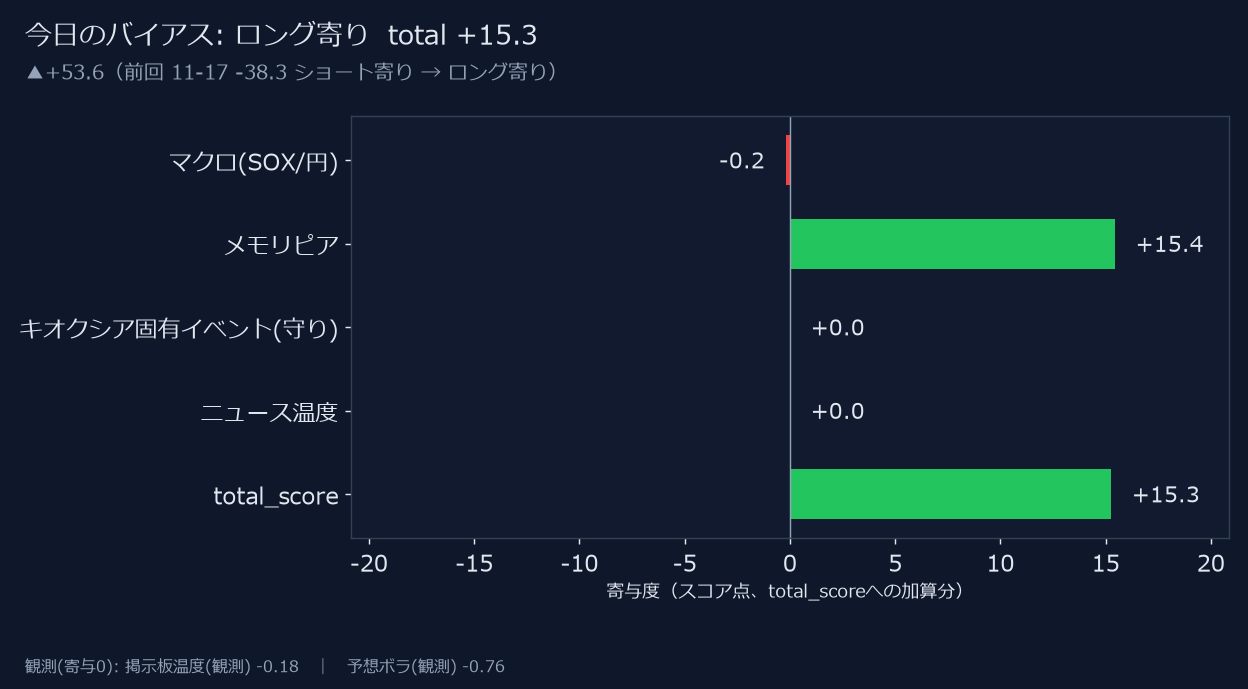 今日のバイアス: ロング寄り  total +15.3
▲+53.6（前回 11-17 -38.3 ショート寄り → ロング寄り）
マクロ(SOX/円)
-0.2
メモリピア
+15.4
キオクシア固有イベント(守り)
+0.0
ニュース温度
+0.0
total_score
+15.3
-20 -15 -10 -5 0 5 10 15 20
寄与度（スコア点、total_scoreへの加算分）
観測(寄与0): 掲示板温度(観測) -0.18  |  予想ボラ(観測) -0.76